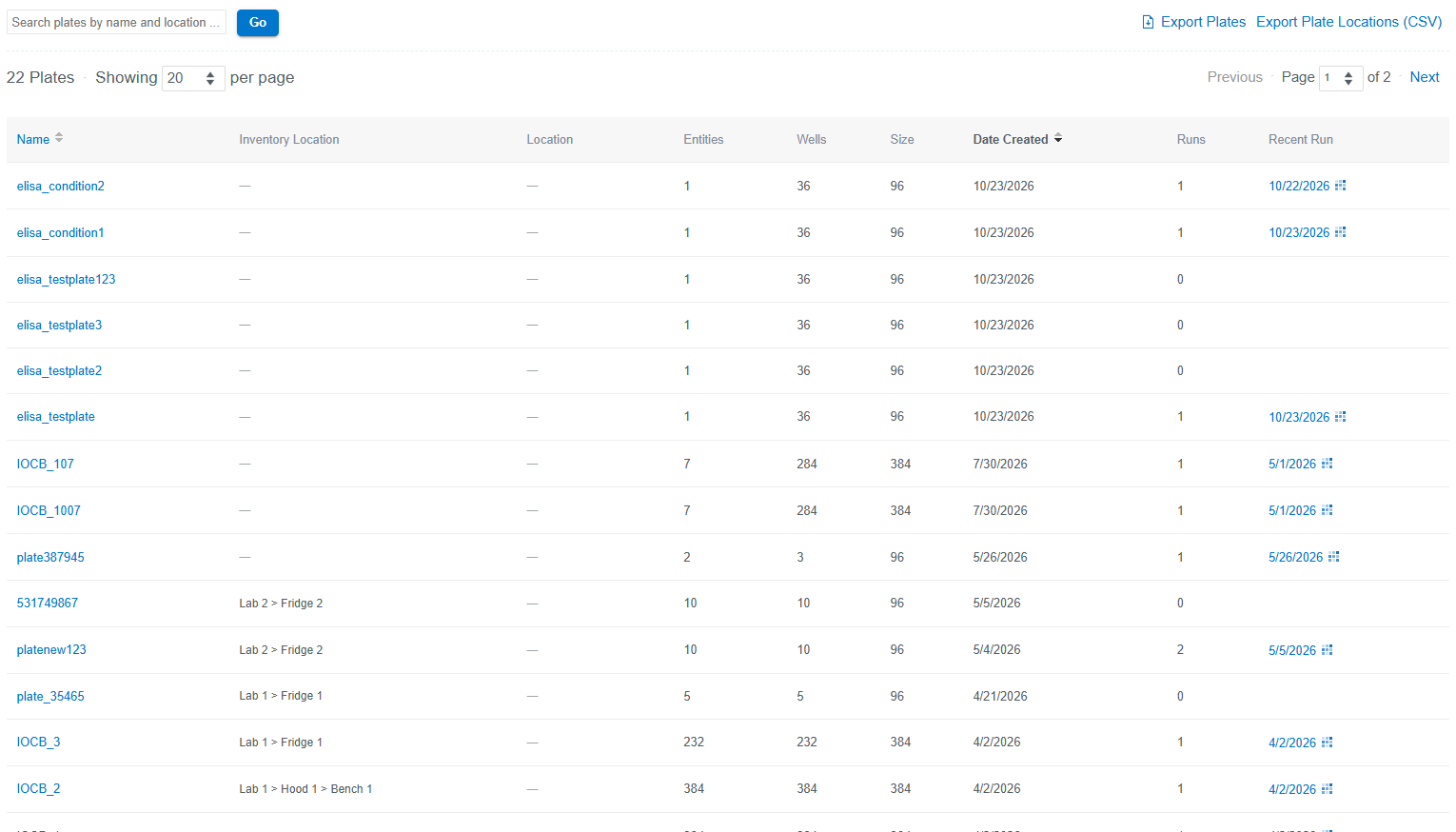 Search plates by name and location ... Go Export Plates Export Plate Locations (CSV)
22 Plates · Showing 20 per page Previous · Page 1 of 2 · Next
Name Inventory Location Location Entities Wells Size Date Created Runs Recent Run
elisa_condition2 — — 1 36 96 10/23/2026 1 10/22/2026
elisa_condition1 — — 1 36 96 10/23/2026 1 10/23/2026
elisa_testplate123 — — 1 36 96 10/23/2026 0
elisa_testplate3 — — 1 36 96 10/23/2026 0
elisa_testplate2 — — 1 36 96 10/23/2026 0
elisa_testplate — — 1 36 96 10/23/2026 1 10/23/2026
IOCB_107 — — 7 284 384 7/30/2026 1 5/1/2026
IOCB_1007 — — 7 284 384 7/30/2026 1 5/1/2026
plate387945 — — 2 3 96 5/26/2026 1 5/26/2026
531749867 Lab 2 > Fridge 2 — 10 10 96 5/5/2026 0
platenew123 Lab 2 > Fridge 2 — 10 10 96 5/4/2026 2 5/5/2026
plate_35465 Lab 1 > Fridge 1 — 5 5 96 4/21/2026 0
IOCB_3 Lab 1 > Fridge 1 — 232 232 384 4/2/2026 1 4/2/2026
IOCB_2 Lab 1 > Hood 1 > Bench 1 — 384 384 384 4/2/2026 1 4/2/2026